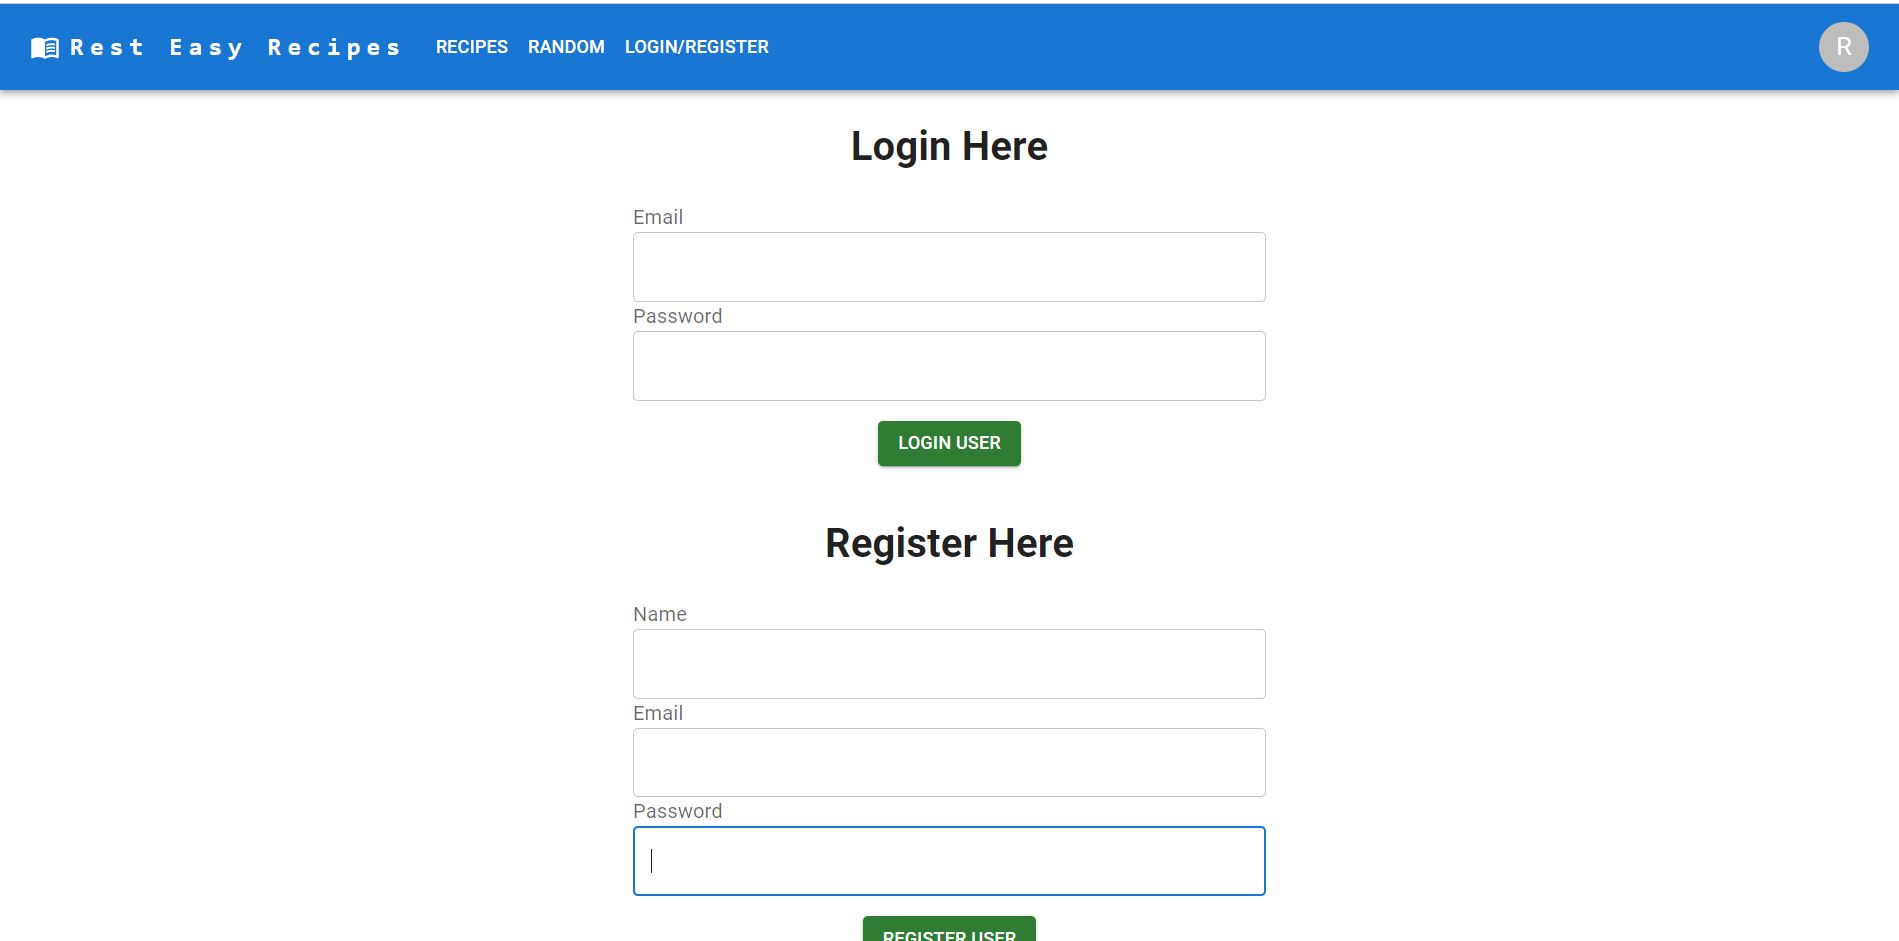 Rest Easy Recipes RECIPES RANDOM LOGIN/REGISTER R
Login Here
Email
Password
LOGIN USER
Register Here
Name
Email
Password
REGISTER USER